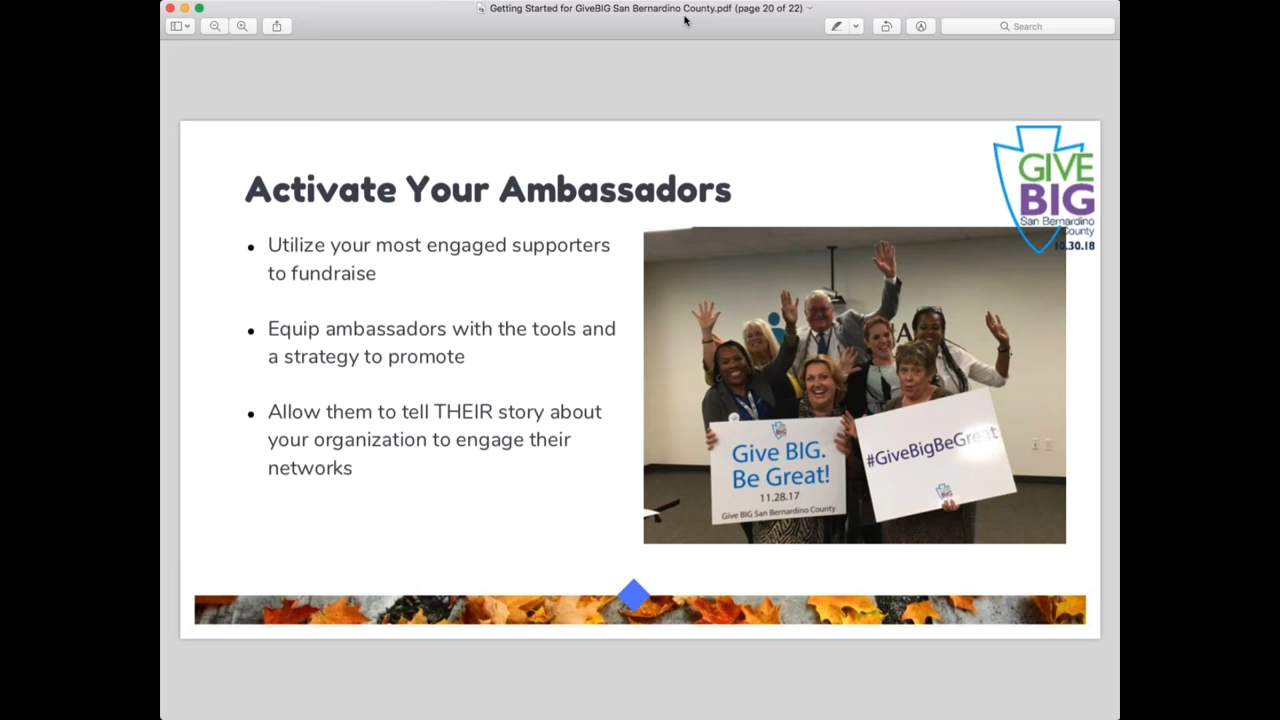 Getting Started for GiveBIG San Bernardino County.pdf (page 20 of 22)
Search
GIVE
BIG
San Bernardino
County
10.30.18
Activate Your Ambassadors
• Utilize your most engaged supporters
to fundraise
• Equip ambassadors with the tools and
a strategy to promote
• Allow them to tell THEIR story about
your organization to engage their
networks
Give BIG.
Be Great!
11.28.17
Give BIG San Bernardino County
#GiveBigBeGreat
BIG